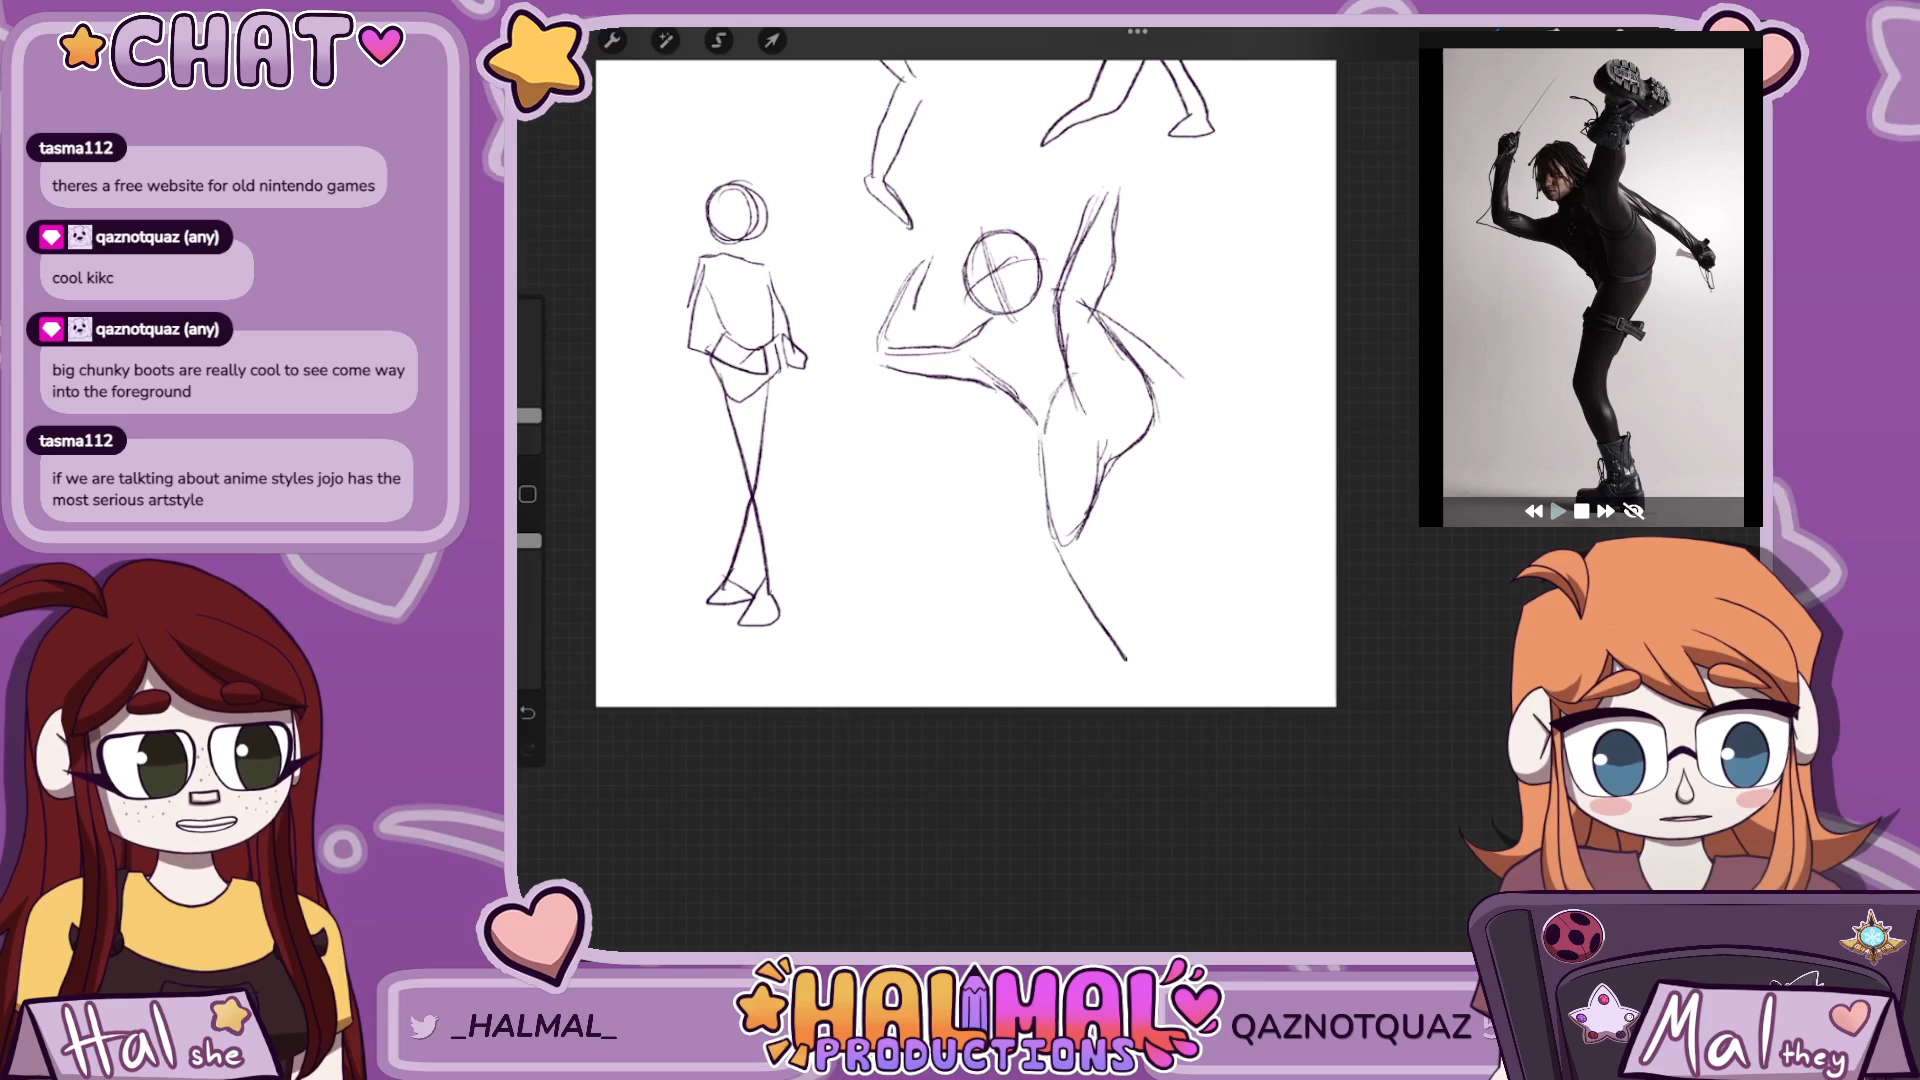 CHAT
tasma112
theres a free website for old nintendo games
qaznotquaz (any)
cool kikc
qaznotquaz (any)
big chunky boots are really cool to see come way
into the foreground
tasma112
if we are talkting about anime styles jojo has the
most serious artstyle
Hal she
_HALMAL_
HALMAL
PRODUCTIONS
QAZNOTQUAZ
Mal they